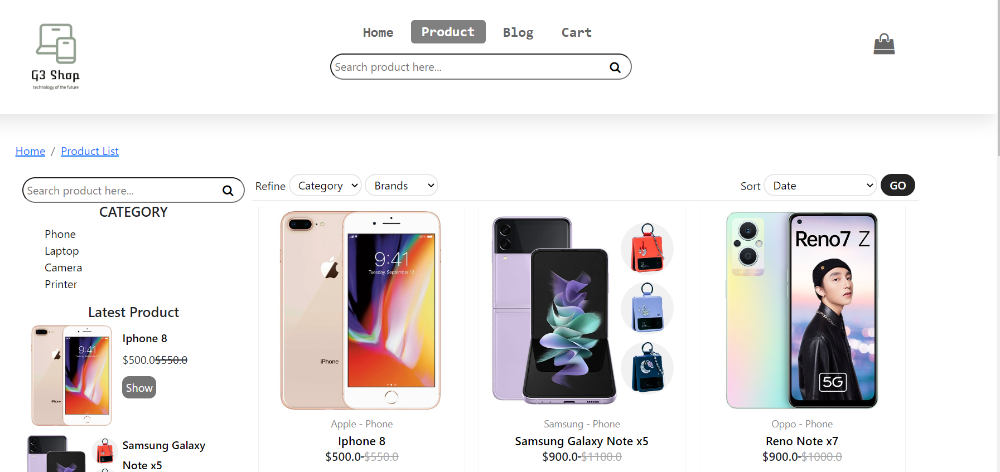 G3 Shop
technology of the future
Home Product Blog Cart
Search product here...
Home / Product List
Search product here...
Refine Category Brands
Sort Date GO
CATEGORY
Phone
Laptop
Camera
Printer
Latest Product
Iphone 8
$500.0$550.0
Show
Samsung Galaxy
Note x5
9:41
Tuesday, September 12
iPhone
Apple - Phone
Iphone 8
$500.0-$550.0
Samsung - Phone
Samsung Galaxy Note x5
$900.0-$1100.0
Reno7 Z
5G
Oppo - Phone
Reno Note x7
$900.0-$1000.0